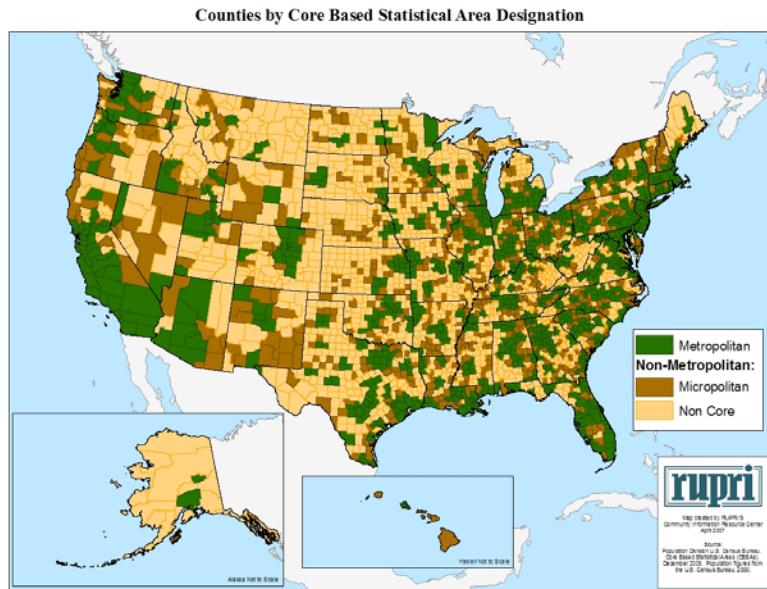 Counties by Core Based Statistical Area Designation
Metropolitan
Non-Metropolitan:
Micropolitan
Non Core
Alaska Not to Scale
Hawaii Not to Scale
rupri
Map created by RUPRI'S
Community Information Resource Center
April 2007
Source:
Population Division U.S. Census Bureau,
Core Based Statistical Areas (CBSAs),
December 2006. Population figures from
the U.S. Census Bureau, 2000.